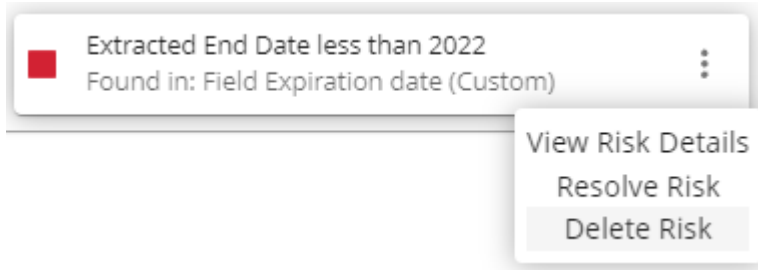 Extracted End Date less than 2022
Found in: Field Expiration date (Custom)
View Risk Details
Resolve Risk
Delete Risk